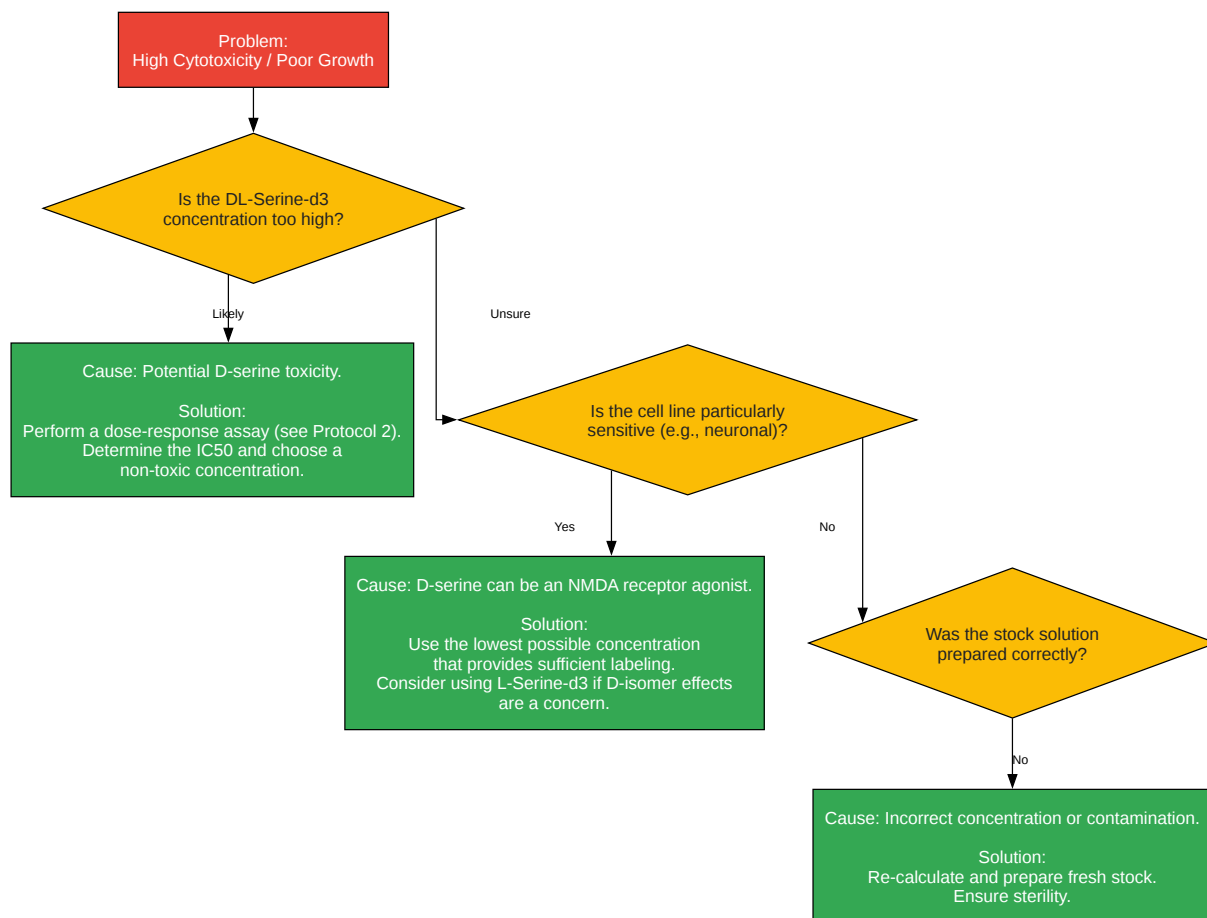 Problem:
High Cytotoxicity / Poor Growth
Is the DL-Serine-d3
concentration too high?
Likely
Unsure
Cause: Potential D-serine toxicity.
Solution:
Perform a dose-response assay (see Protocol 2).
Determine the IC50 and choose a
non-toxic concentration.
Is the cell line particularly
sensitive (e.g., neuronal)?
Yes
No
Cause: D-serine can be an NMDA receptor agonist.
Solution:
Use the lowest possible concentration
that provides sufficient labeling.
Consider using L-Serine-d3 if D-isomer effects
are a concern.
Was the stock solution
prepared correctly?
No
Cause: Incorrect concentration or contamination.
Solution:
Re-calculate and prepare fresh stock.
Ensure sterility.